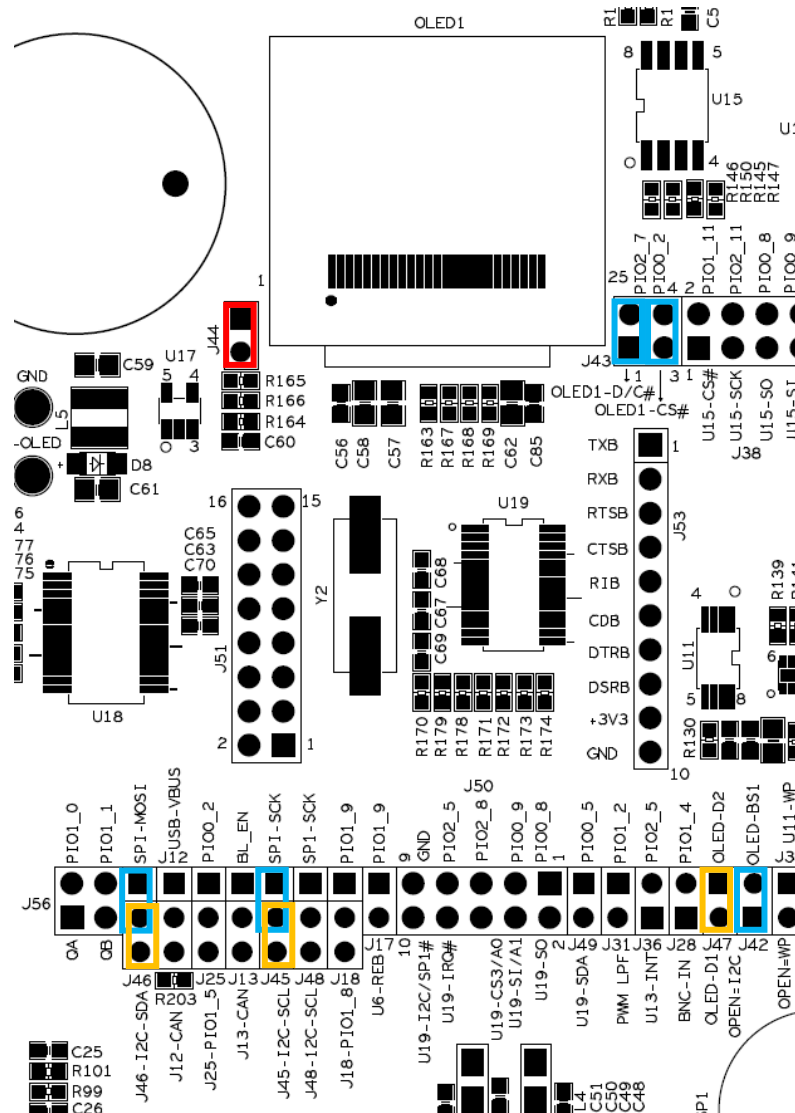 OLED1
R1
R1
C5
8
5
U15
O
4
R146
R150
R145
R147
PIO2_7
PIO0_2
PIO1_11
PIO2_11
PIO0_8
PIO0_9
1
25
4
2
J44
J43
1
3
1
OLED1-D/C#
OLED1-CS#
U15-CS#
U15-SCK
U15-SO
U15-SI
J38
C59
U17
5
4
O
3
R165
R166
R164
C60
GND
L5
-OLED
+
D8
C61
C56
C58
C57
R163
R167
R168
R169
C62
C85
TXB
1
RXB
RTSB
CTSB
RIB
CDB
DTRB
DSRB
+3V3
GND
10
J53
16
15
J51
2
1
Y2
U19
6
4
77
76
75
C65
C63
C70
U18
C68
C67
C69
R170
R179
R178
R171
R172
R173
R174
R139
4
U11
5
8
6
R130
J50
PIO1_0
PIO1_1
SPI-MOSI
USB-VBUS
J12
PIO0_2
BL_EN
SPI-SCK
SPI-SCK
PIO1_9
PIO1_9
9
GND
PIO2_5
PIO2_8
PIO0_9
PIO0_8
1
PIO0_5
PIO1_2
PIO2_5
PIO1_4
OLED-D2
OLED-BS1
U11-WP
J56
QA
QB
J46
J25
J13
J45
J48
J18
J17
10
2
J49
J31
J36
J28
J47
J42
R203
J46-I2C-SDA
J12-CAN
J25-PIO1_5
J13-CAN
J45-I2C-SCL
J48-I2C-SCL
J18-PIO1_8
U6-REB
U19-I2C/SPI#
U19-IRQ#
U19-CS3/A0
U19-SI/A1
U19-SO
U19-SDA
PWM LPF
U13-INT
BNC-IN
OLED-D1
OPEN=I2C
OPEN=WP
C25
R101
R99
C26
L4
C51
C50
C49
C48